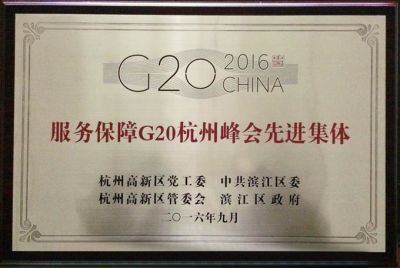 G20 2016
CHINA
服务保障G20杭州峰会先进集体
杭州高新区党工委 中共滨江区委
杭州高新区管委会 滨江区政府
二〇一六年九月